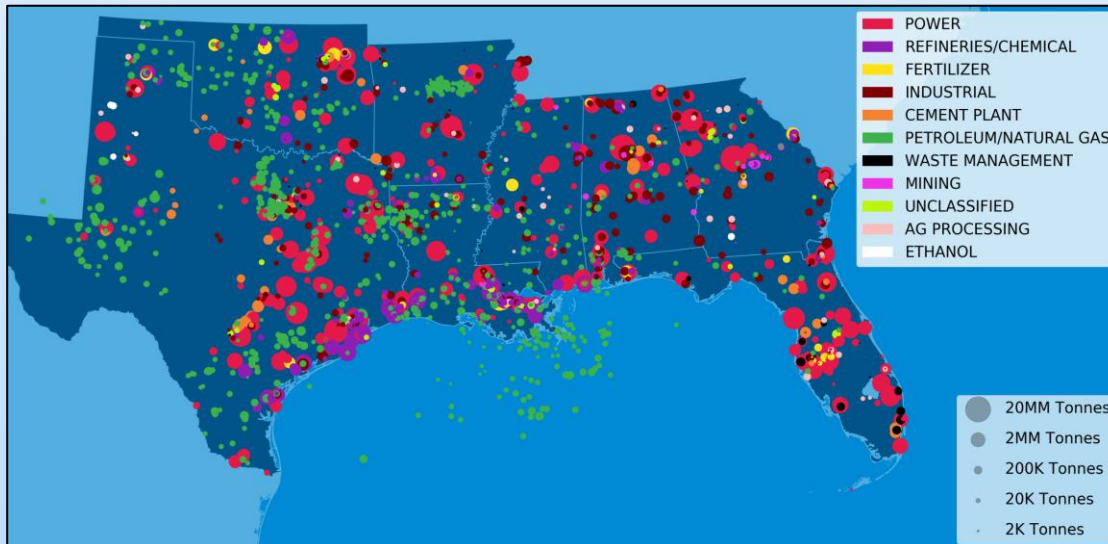 POWER
REFINERIES/CHEMICAL
FERTILIZER
INDUSTRIAL
CEMENT PLANT
PETROLEUM/NATURAL GAS
WASTE MANAGEMENT
MINING
UNCLASSIFIED
AG PROCESSING
ETHANOL
20MM Tonnes
2MM Tonnes
200K Tonnes
20K Tonnes
2K Tonnes